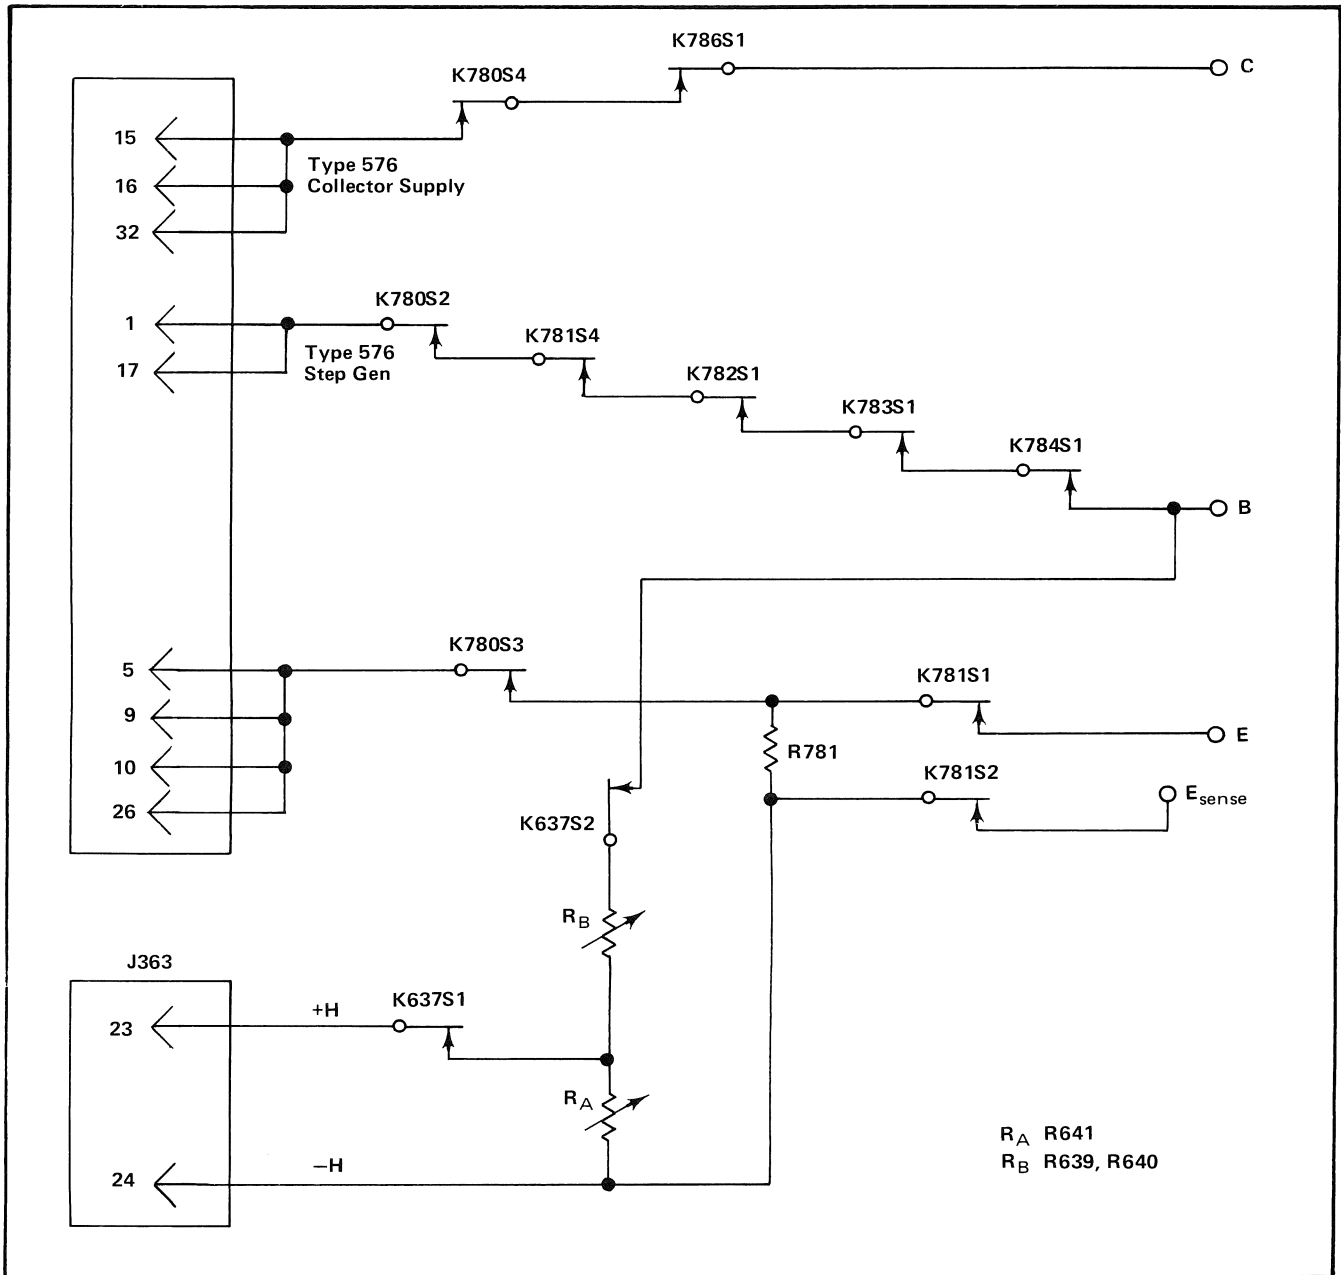 K786S1
C
K780S4
15
Type 576
Collector Supply
16
32
K780S2
1
K781S4
Type 576
Step Gen
17
K782S1
K783S1
K784S1
B
K780S3
5
K781S1
9
E
R781
10
K781S2
Esense
26
K637S2
RB
J363
K637S1
+H
23
RA
RA R641
RB R639, R640
–H
24